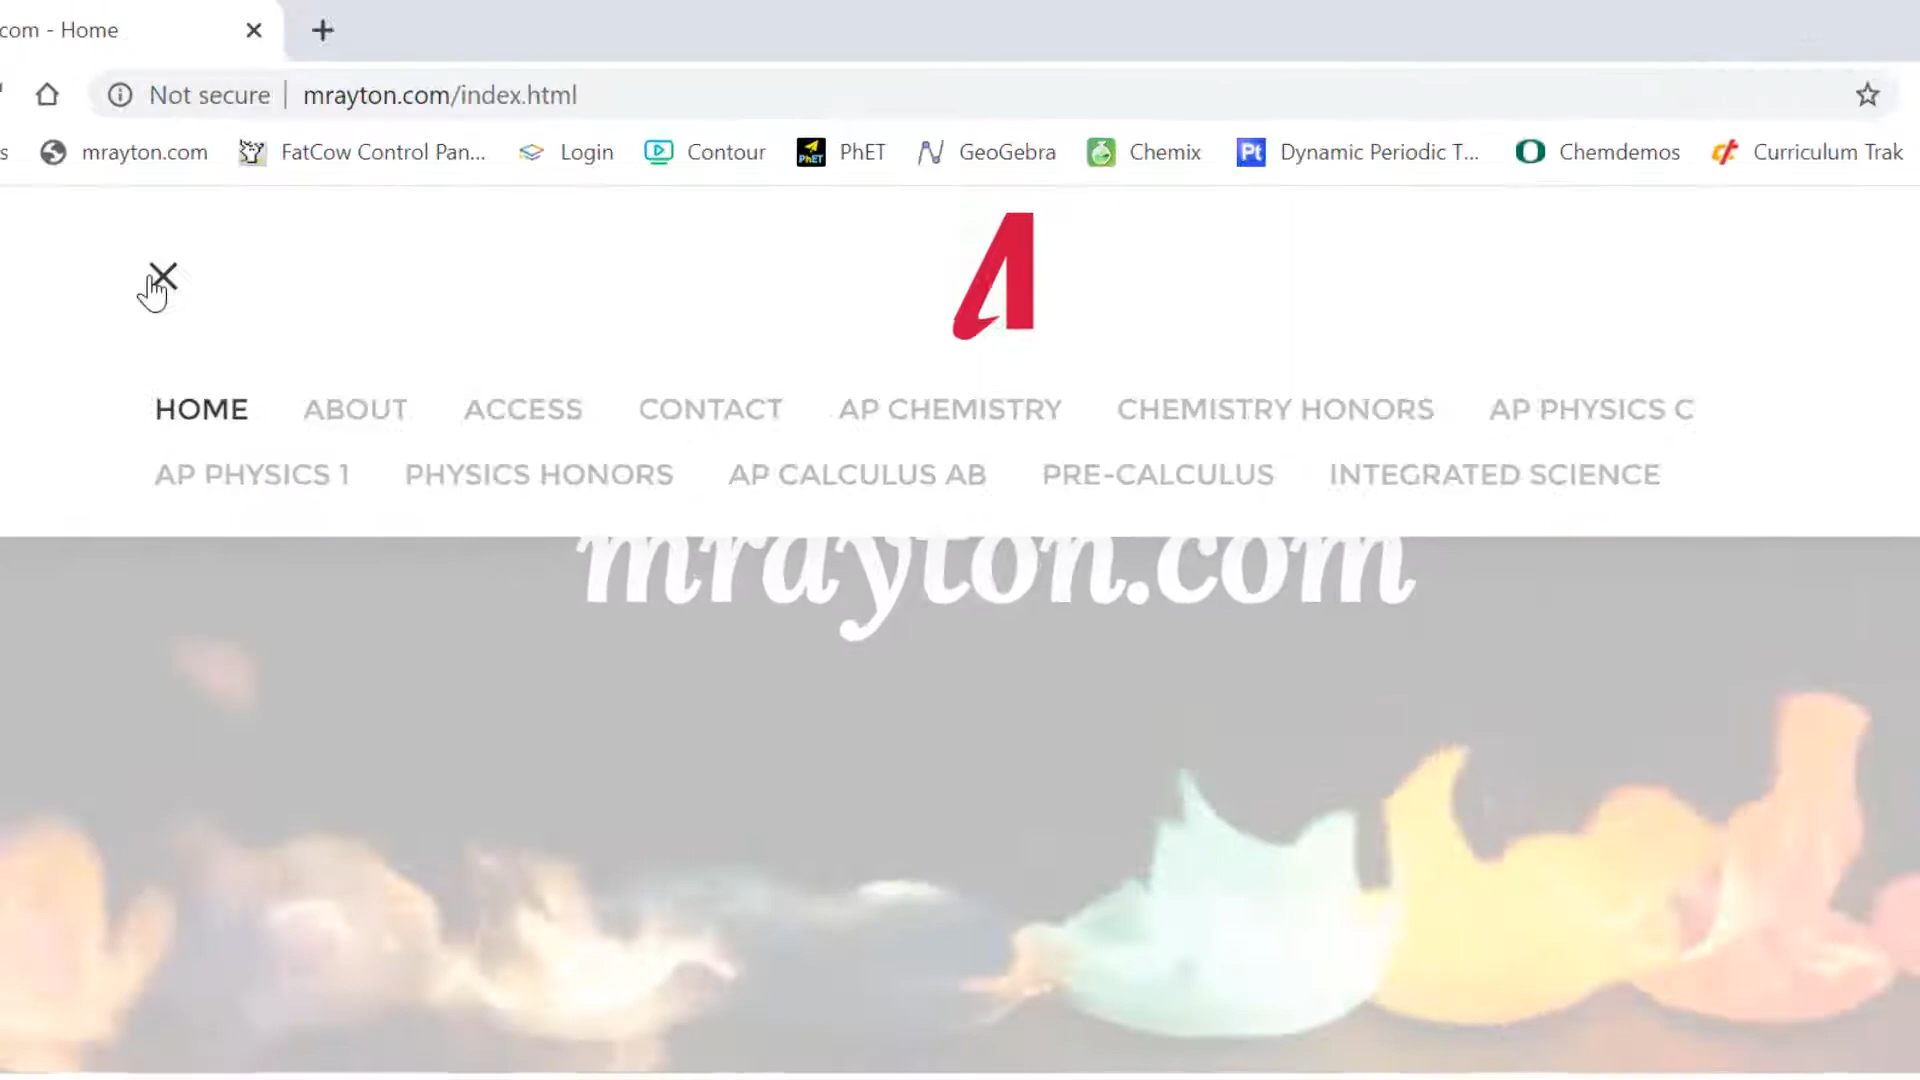 com - Home
Not secure | mrayton.com/index.html
s mrayton.com FatCow Control Pan... Login Contour PhET PhET GeoGebra Chemix Pt Dynamic Periodic T... Chemdemos Curriculum Trak
HOME ABOUT ACCESS CONTACT AP CHEMISTRY CHEMISTRY HONORS AP PHYSICS C
AP PHYSICS 1 PHYSICS HONORS AP CALCULUS AB PRE-CALCULUS INTEGRATED SCIENCE
mrayton.com